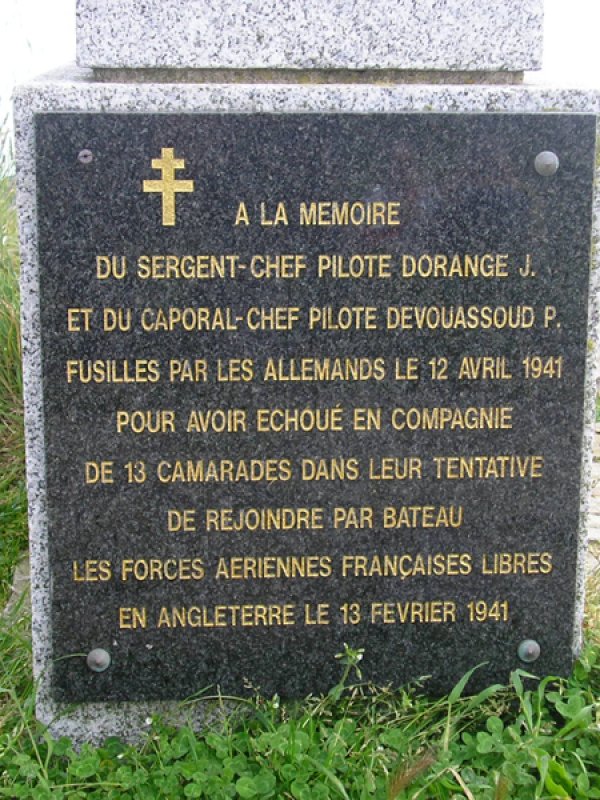 A LA MEMOIRE
DU SERGENT-CHEF PILOTE DORANGE J.
ET DU CAPORAL-CHEF PILOTE DEVOUASSOUD P.
FUSILLES PAR LES ALLEMANDS LE 12 AVRIL 1941
POUR AVOIR ECHOUÉ EN COMPAGNIE
DE 13 CAMARADES DANS LEUR TENTATIVE
DE REJOINDRE PAR BATEAU
LES FORCES AERIENNES FRANÇAISES LIBRES
EN ANGLETERRE LE 13 FEVRIER 1941